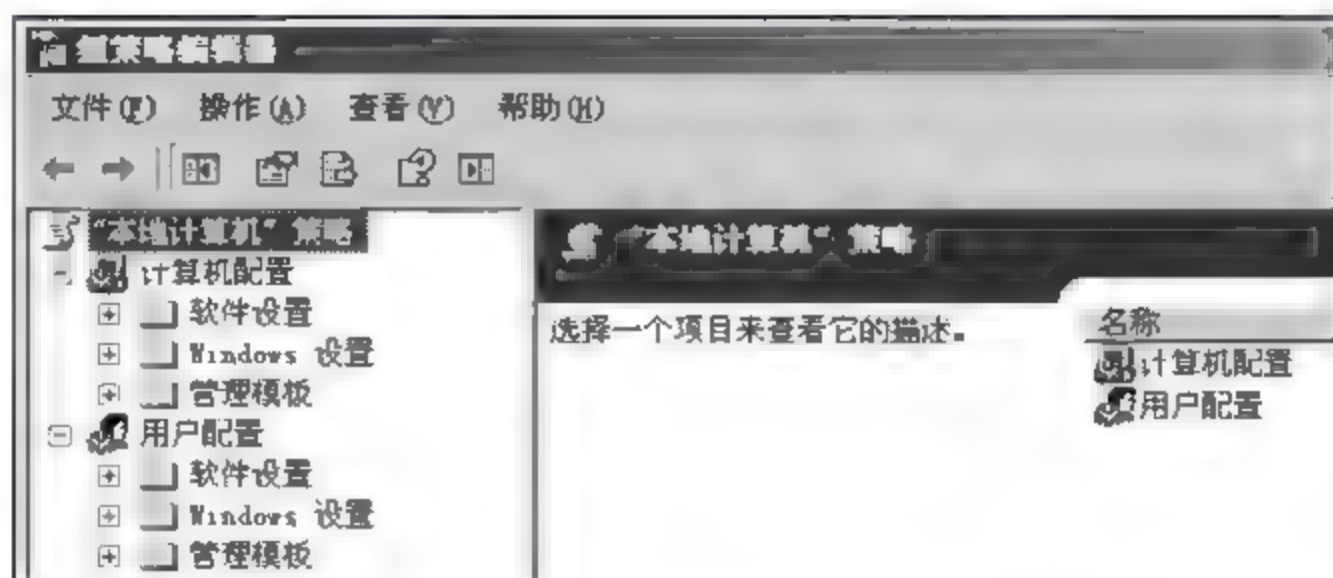 组策略编辑器
文件(F) 操作(A) 查看(V) 帮助(H)
“本地计算机”策略
计算机配置
软件设置
Windows 设置
管理模板
用户配置
软件设置
Windows 设置
管理模板
“本地计算机”策略
选择一个项目来查看它的描述。
名称
计算机配置
用户配置